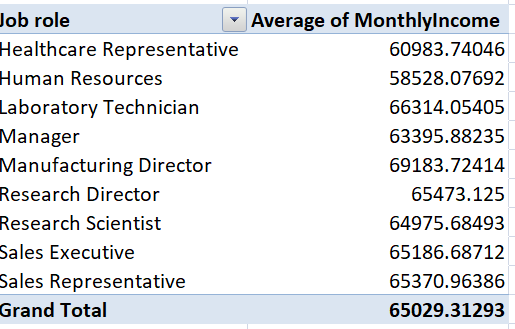 Job role Average of MonthlyIncome
Healthcare Representative 60983.74046
Human Resources 58528.07692
Laboratory Technician 66314.05405
Manager 63395.88235
Manufacturing Director 69183.72414
Research Director 65473.125
Research Scientist 64975.68493
Sales Executive 65186.68712
Sales Representative 65370.96386
Grand Total 65029.31293